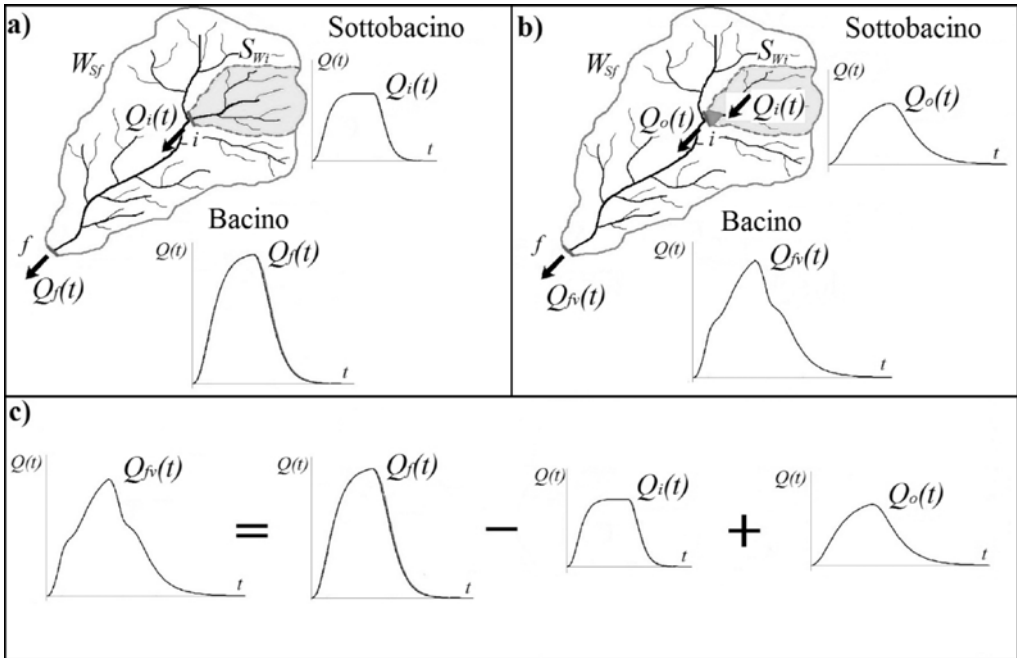 a)
Sottobacino
W_Sf
S_Wi
Q(t)
Q_i(t)
t
Q_i(t)
i
Bacino
Q(t)
Q_f(t)
t
f
Q_f(t)
b)
Sottobacino
W_Sf
S_Wi
Q(t)
Q_o(t)
t
Q_i(t)
Q_o(t)
i
Bacino
Q(t)
Q_fv(t)
t
f
Q_fv(t)
c)
Q(t)
Q_fv(t)
t
=
Q(t)
Q_f(t)
t
−
Q(t)
Q_i(t)
t
+
Q(t)
Q_o(t)
t